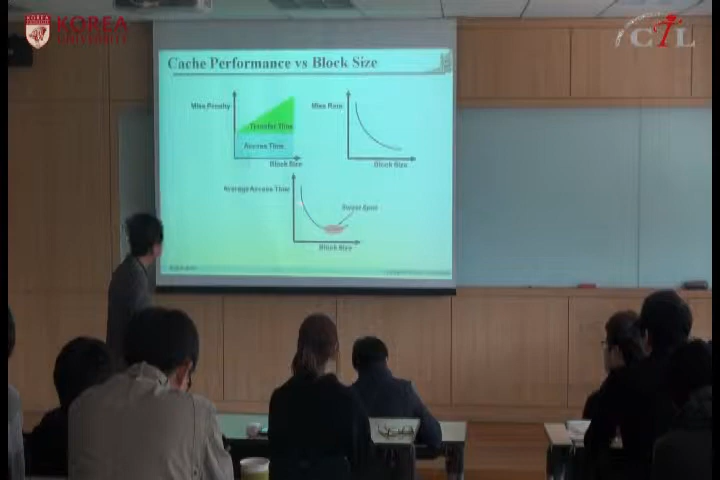 KOREA
UNIVERSITY
CTL
Cache Performance vs Block Size
Miss Penalty
Transfer Time
Access Time
Block Size
Miss Rate
Block Size
Average Access Time
Sweet Spot
Block Size